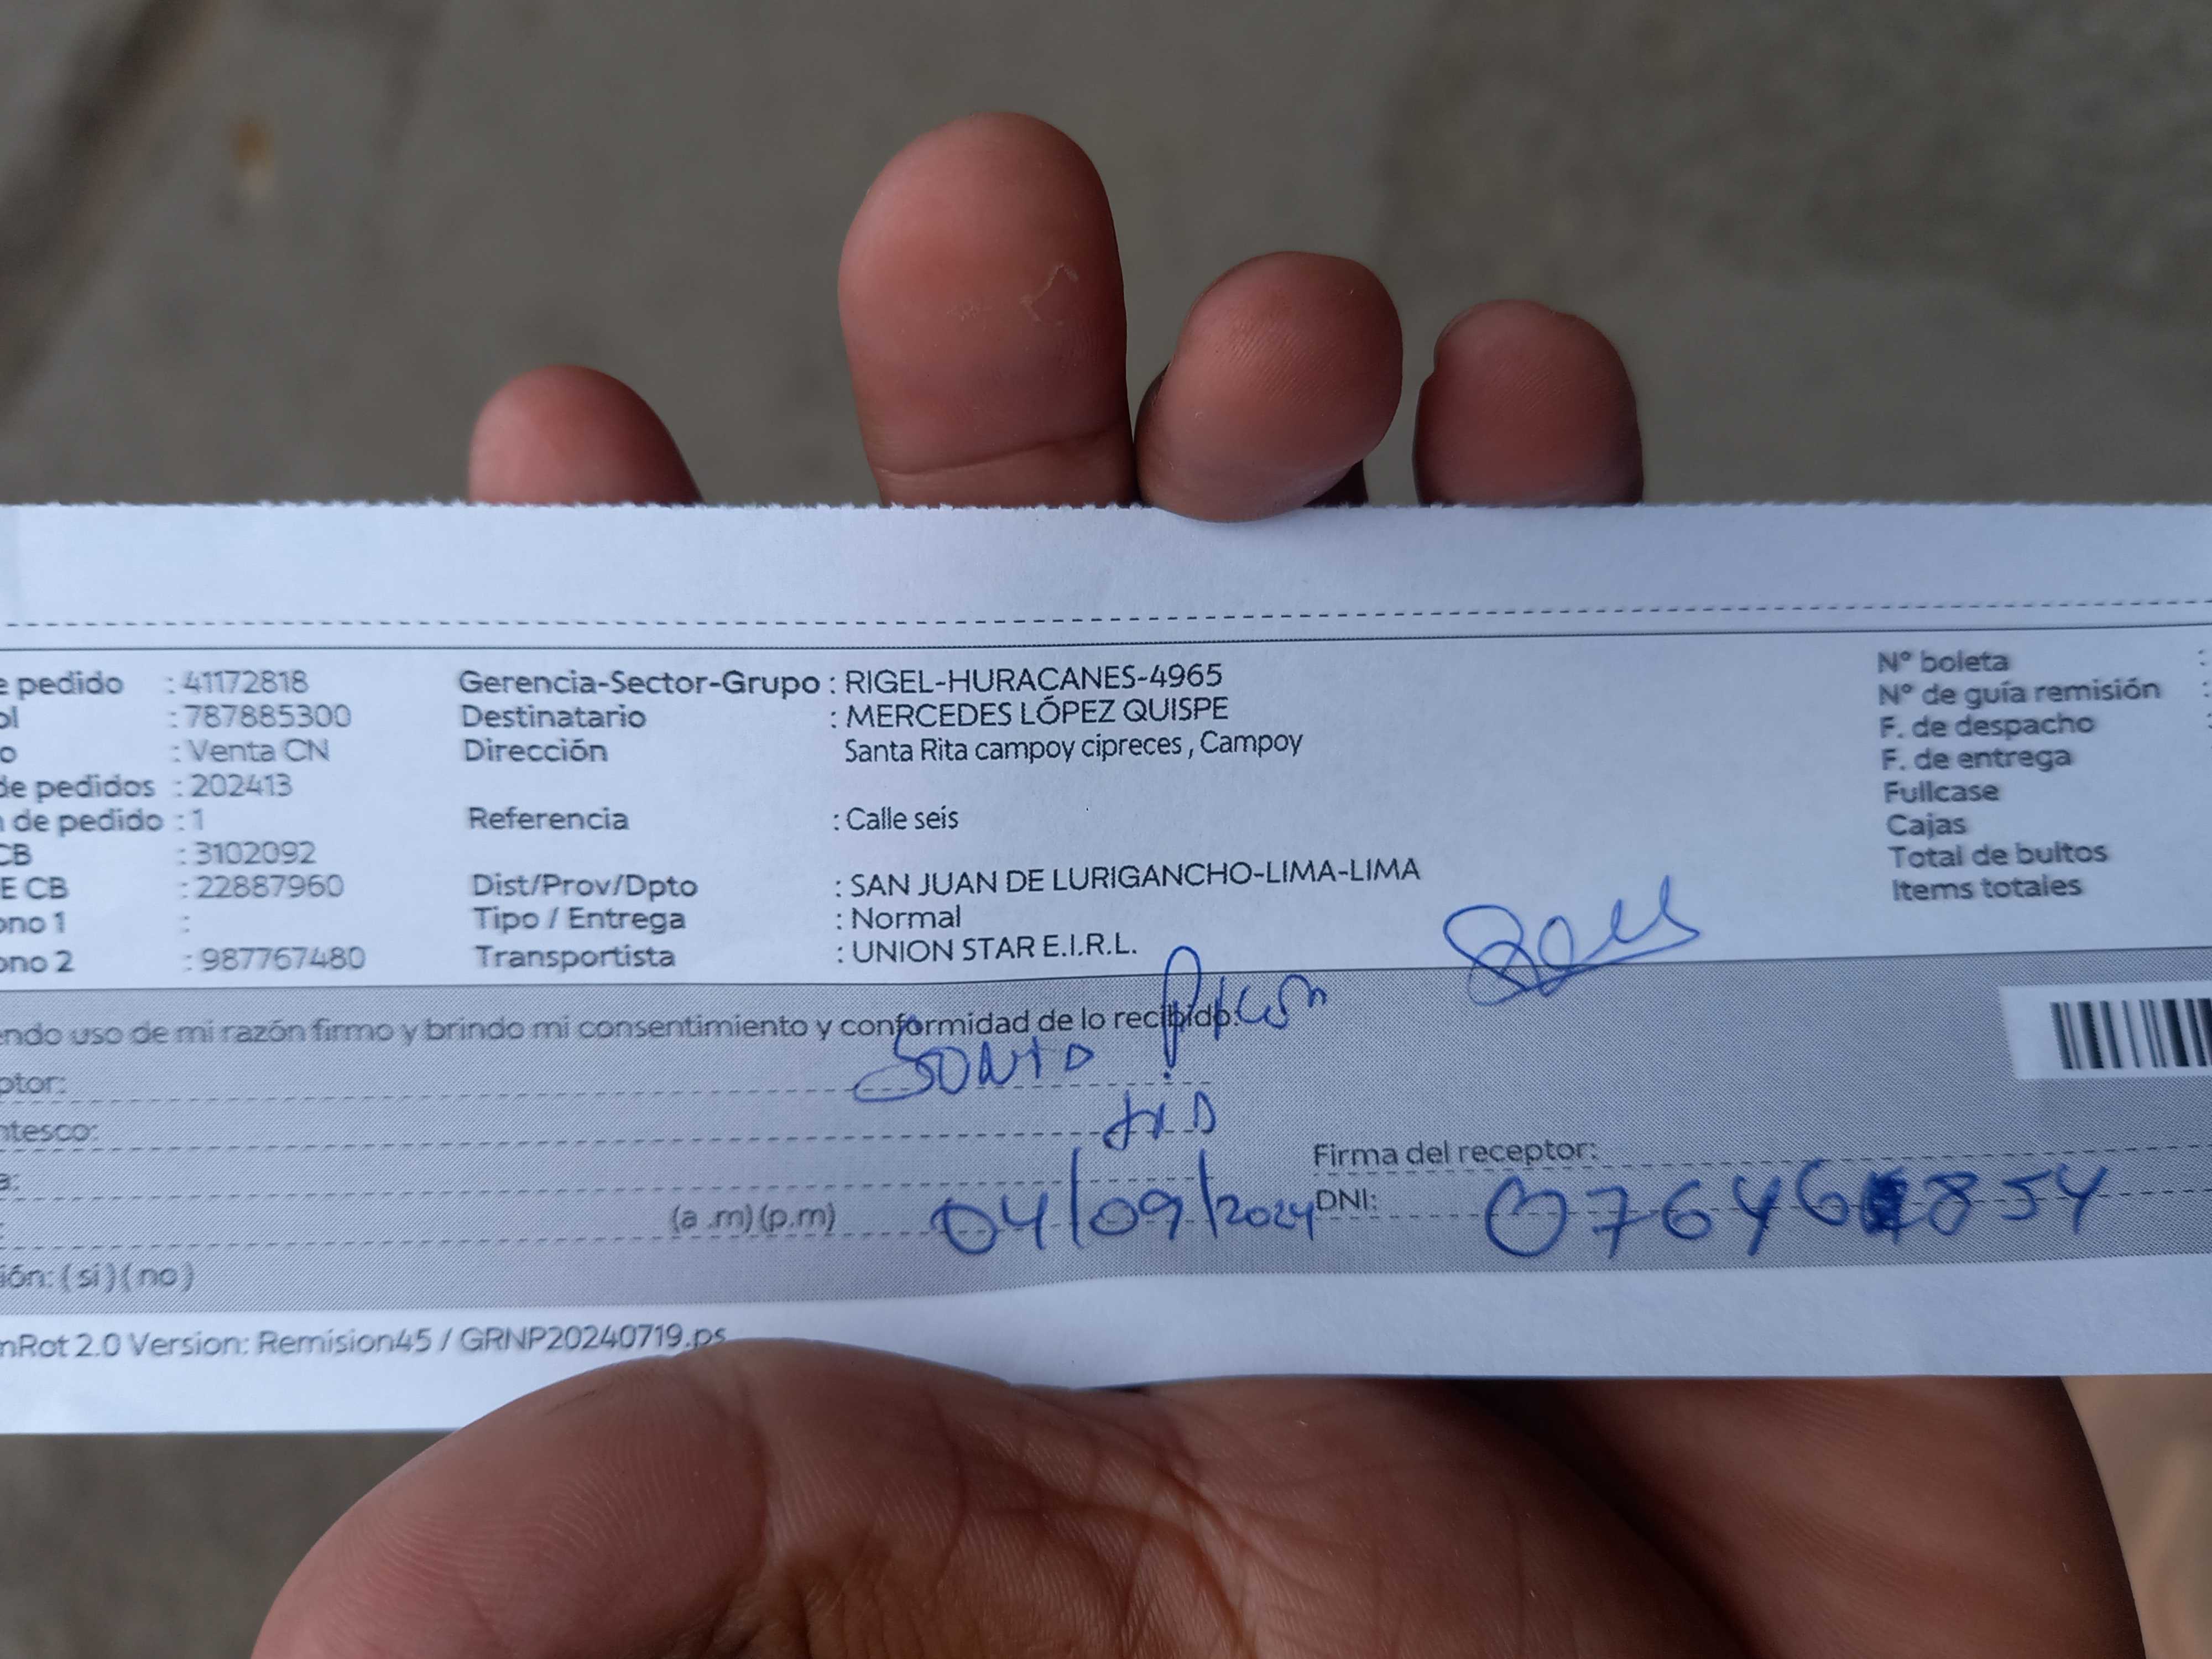 e pedido : 41172818 Gerencia-Sector-Grupo : RIGEL-HURACANES-4965 N° boleta :
ol : 787885300 Destinatario : MERCEDES LÓPEZ QUISPE N° de guía remisión :
o : Venta CN Dirección Santa Rita campoy cipreces , Campoy F. de despacho :
de pedidos : 202413 F. de entrega
de pedido : 1 Referencia : Calle seis Fullcase
CB : 3102092 Cajas
E CB : 22887960 Dist/Prov/Dpto : SAN JUAN DE LURIGANCHO-LIMA-LIMA Total de bultos
ono 1 : Tipo / Entrega : Normal Items totales
ono 2 : 987767480 Transportista : UNION STAR E.I.R.L.
endo uso de mi razón firmo y brindo mi consentimiento y conformidad de lo recibido.
ptor:
ntesco:
a: Firma del receptor:
(a .m) (p.m) 04/09/2024 DNI: 07646854
ión: ( si ) ( no )
nRot 2.0 Version: Remision45 / GRNP20240719.ps